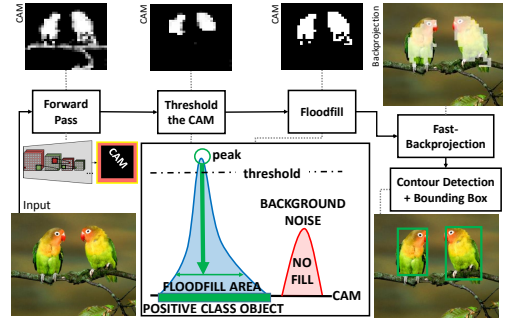 CAM
CAM
CAM
Backprojection
Forward
Pass
Threshold
the CAM
Floodfill
Fast-
Backprojection
Contour Detection
+ Bounding Box
CAM
Input
peak
threshold
BACKGROUND
NOISE
NO
FILL
FLOODFILL AREA
CAM
POSITIVE CLASS OBJECT